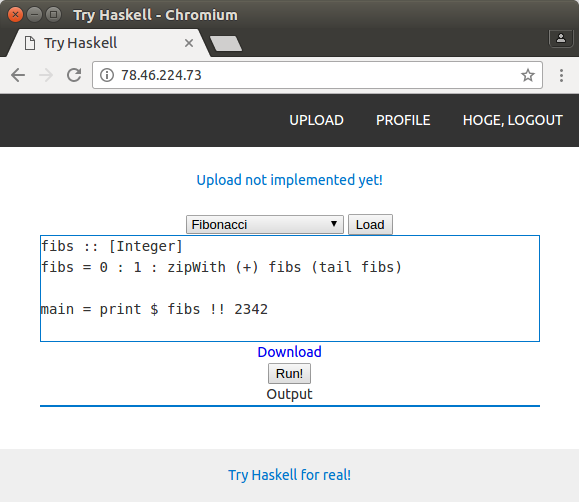 Try Haskell - Chromium
Try Haskell
78.46.224.73
UPLOAD PROFILE HOGE, LOGOUT
Upload not implemented yet!
Fibonacci Load
fibs :: [Integer]
fibs = 0 : 1 : zipWith (+) fibs (tail fibs)
main = print $ fibs !! 2342
Download
Run!
Output
Try Haskell for real!